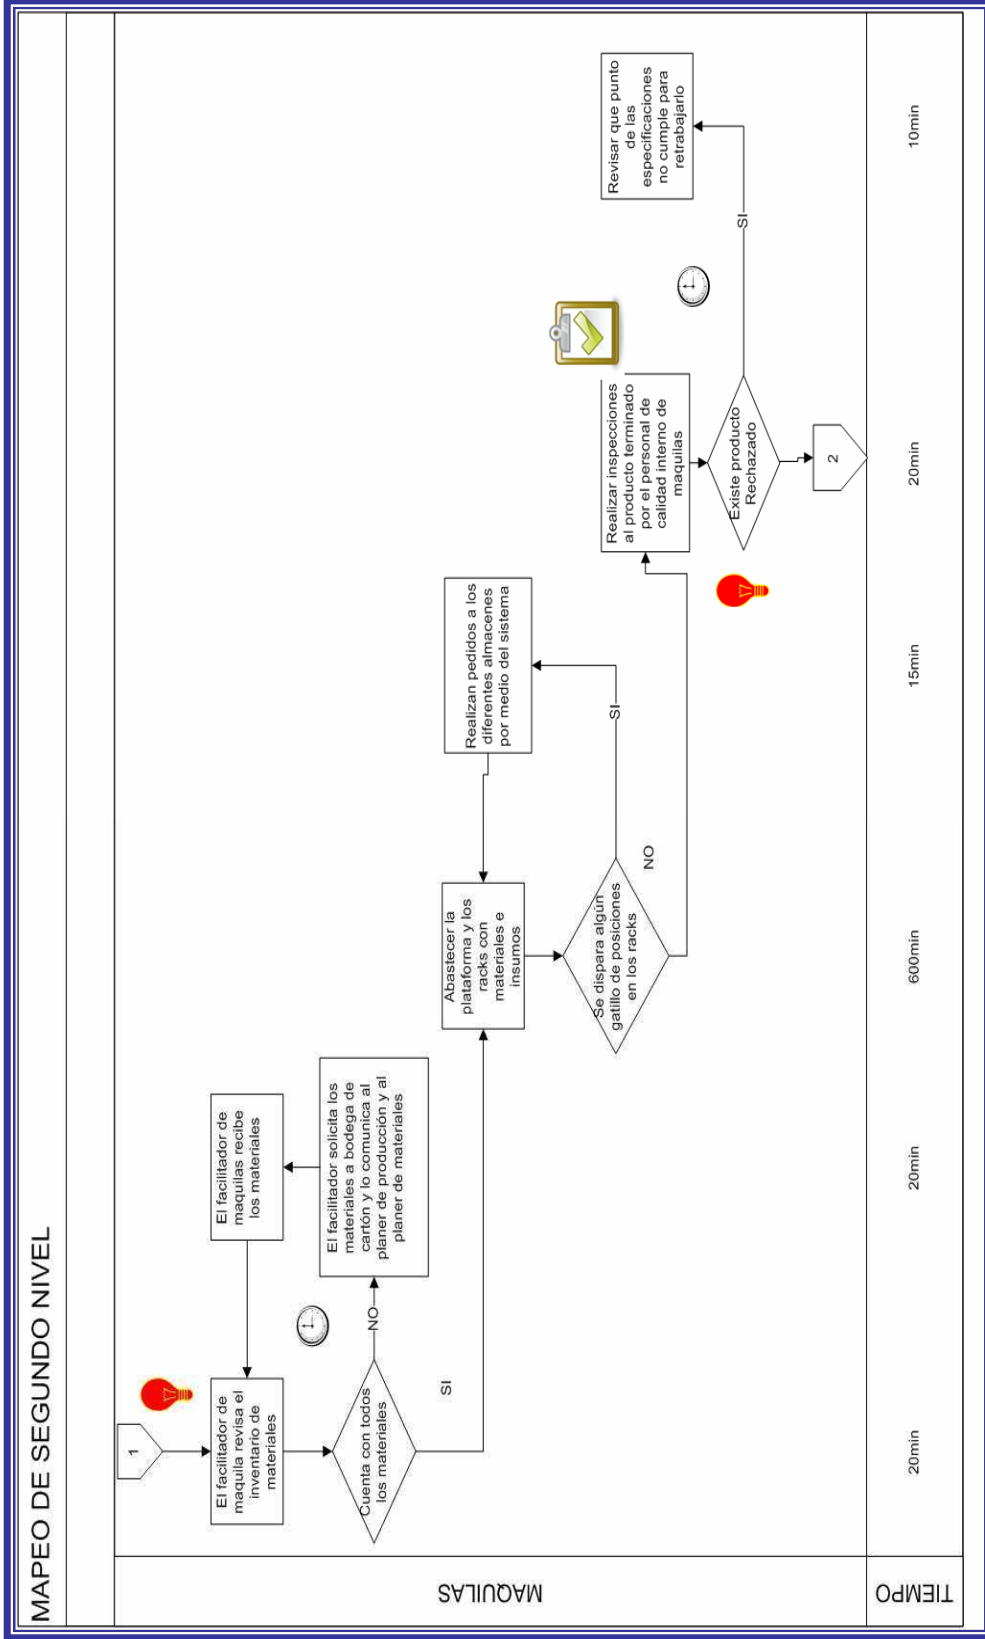 MAPEO DE SEGUNDO NIVEL
MAQUILAS
1
El facilitador de
maquila revisa el
inventario de
materiales
Cuenta con todos
los materiales
NO
SI
El facilitador solicita los
materiales a bodega de
cartón y lo comunica al
planer de producción y al
planer de materiales
El facilitador de
maquilas recibe
los materiales
Abastecer la
plataforma y los
racks con
materiales e
insumos
Se dispara algún
gatillo de posiciones
en los racks
NO
SI
Realizan pedidos a los
diferentes almacenes
por medio del sistema
Realizar inspecciones
al producto terminado
por el personal de
calidad interno de
maquilas
Existe producto
Rechazado
2
SI
Revisar que punto
de las
especificaciones
no cumple para
retrabajarlo
TIEMPO
20min
20min
600min
15min
20min
10min